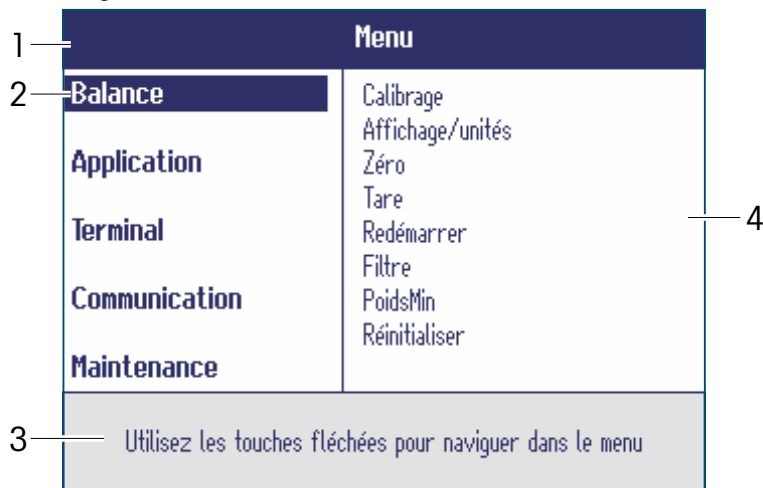 Menu
1
2
Balance
Application
Terminal
Communication
Maintenance
Calibrage
Affichage/unités
Zéro
Tare
Redémarrer
Filtre
PoidsMin
Réinitialiser
4
3
Utilisez les touches fléchées pour naviguer dans le menu